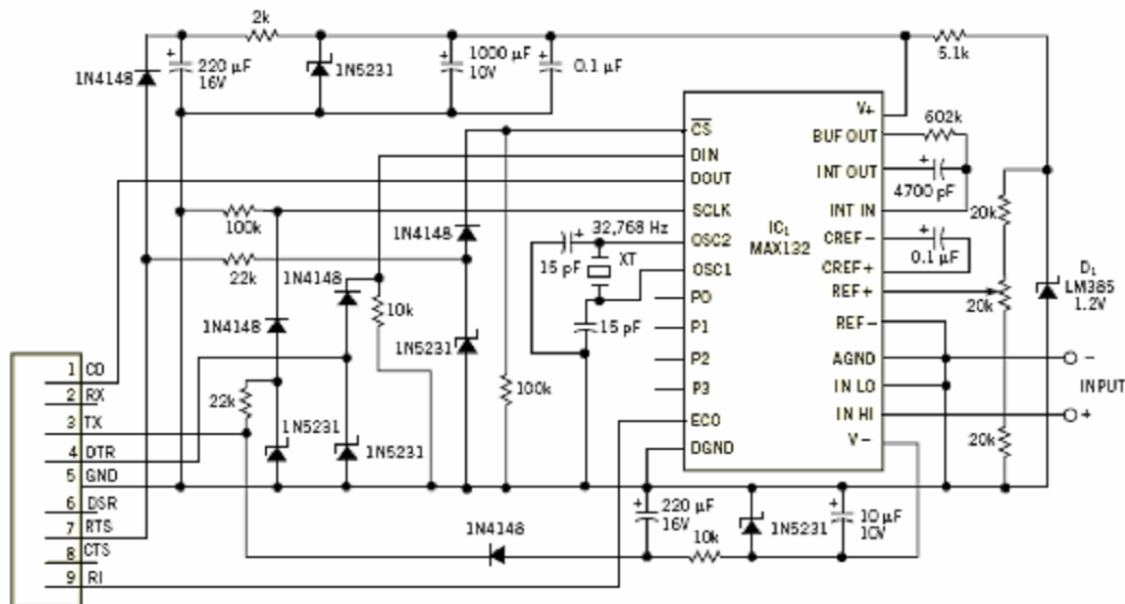 2k
1N4148
220 µF
16V
1N5231
1000 µF
10V
0.1 µF
5.1k
V+
602k
BUF OUT
CS
DIN
DOUT
INT OUT
4700 pF
SCLK
INT IN
20k
100k
1N4148
32,768 Hz
IC1
MAX132
OSC2
CREF-
0.1 µF
22k
1N4148
15 pF
XT
OSC1
CREF+
D1
LM385
1.2V
P0
REF+
20k
10k
1N4148
15 pF
P1
REF-
1N5231
P2
AGND
-
1 CD
P3
IN LO
INPUT
2 RX
22k
100k
3 TX
ECO
IN HI
+
1N5231
1N5231
DGND
V-
20k
4 DTR
5 GND
6 DSR
220 µF
16V
1N5231
10 µF
10V
7 RTS
1N4148
10k
8 CTS
9 RI